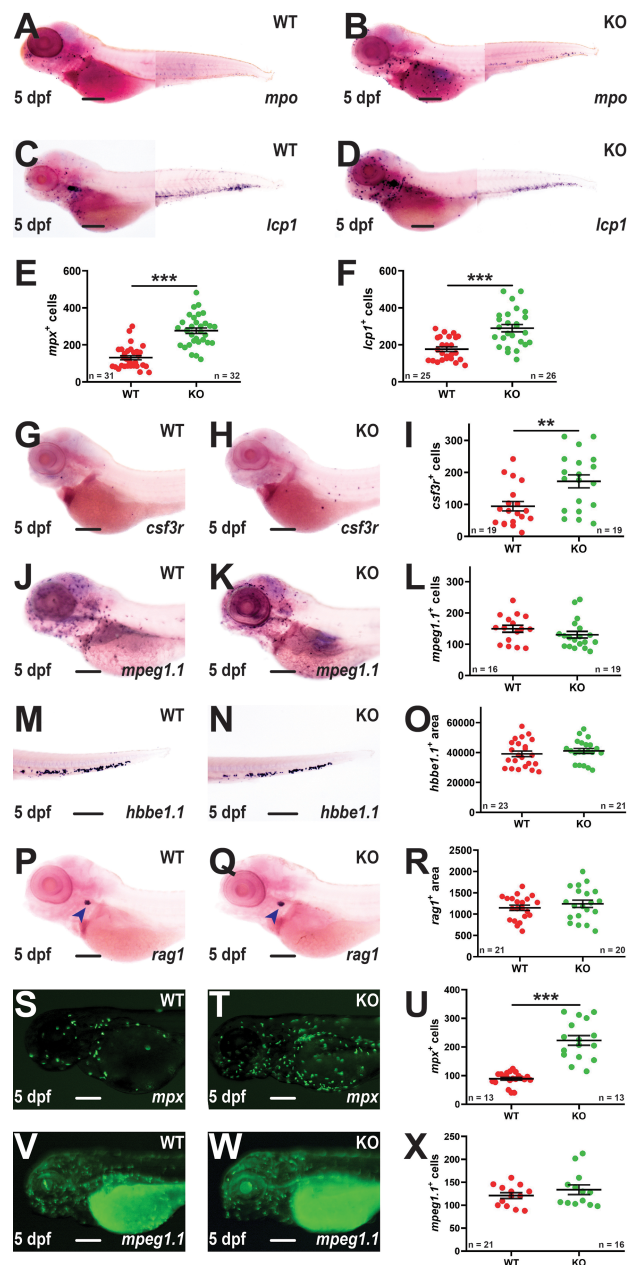 A WT B KO
5 dpf mpo 5 dpf mpo
C WT D KO
5 dpf lcp1 5 dpf lcp1
E F
600 *** 600 ***
400 400
mpx+ cells lcp1+ cells
200 200
n = 31 n = 32 n = 25 n = 26
0 0
WT KO WT KO
G WT H KO I
5 dpf csf3r 5 dpf csf3r
**
300
200
csf3r+ cells
100
n = 19 n = 19
0
WT KO
J WT K KO L
5 dpf mpeg1.1 5 dpf mpeg1.1
300
200
mpeg1.1+ cells
100
n = 16 n = 19
0
WT KO
M WT N KO O
5 dpf hbbe1.1 5 dpf hbbe1.1
60000
40000
hbbe1.1+ area
20000
n = 23 n = 21
0
WT KO
P WT Q KO R
5 dpf rag1 5 dpf rag1
2500
2000
1500
rag1+ area
1000
500
n = 21 n = 20
0
WT KO
S WT T KO U
5 dpf mpx 5 dpf mpx
400 ***
300
mpx+ cells
200
100
n = 13 n = 13
0
WT KO
V WT W KO X
5 dpf mpeg1.1 5 dpf mpeg1.1
250
200
150
mpeg1.1+ cells
100
50
n = 21 n = 16
0
WT KO